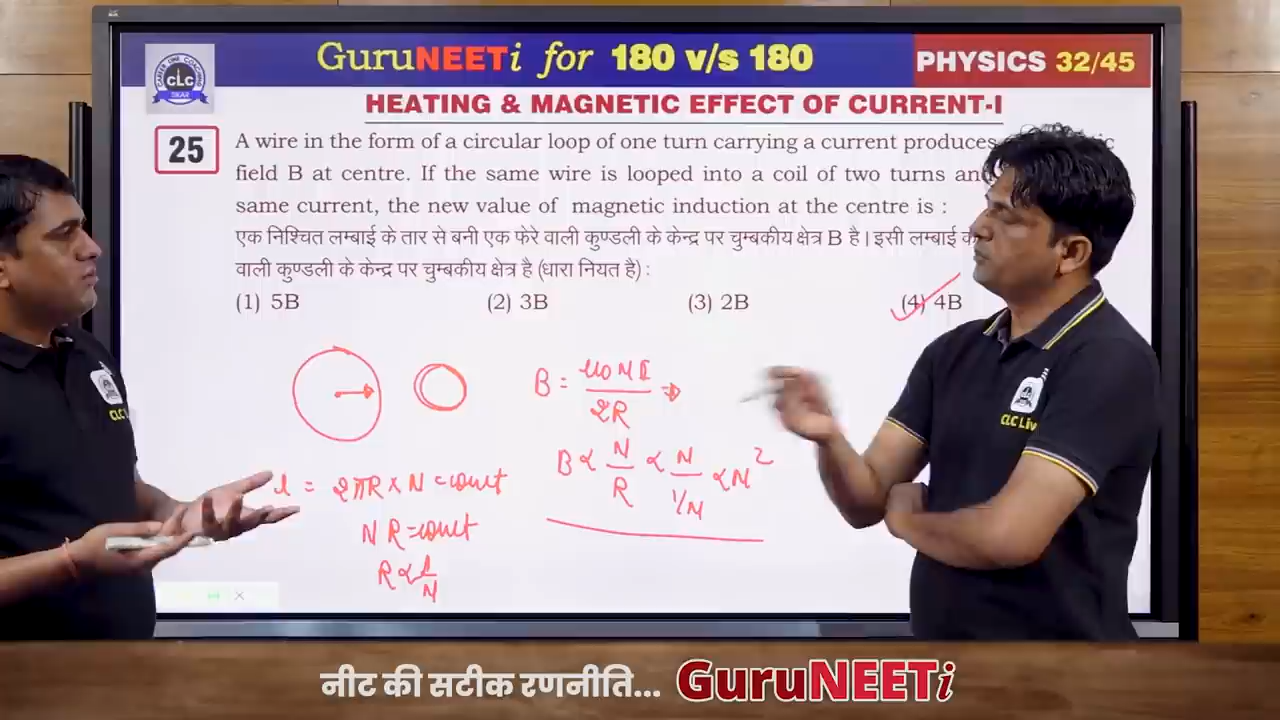 GuruNEETi for 180 v/s 180
PHYSICS 32/45
CLC
SIKAR
HEATING & MAGNETIC EFFECT OF CURRENT-I
25
A wire in the form of a circular loop of one turn carrying a current produces
field B at centre. If the same wire is looped into a coil of two turns and
same current, the new value of magnetic induction at the centre is :
एक निश्चित लम्बाई के तार से बनी एक फेरे वाली कुण्डली के केन्द्र पर चुम्बकीय क्षेत्र B है। इसी लम्बाई
वाली कुण्डली के केन्द्र पर चुम्बकीय क्षेत्र है (धारा नियत है) :
(1) 5B (2) 3B (3) 2B (4) 4B
B = μ0NI / 2R ⇒
B ∝ N/R ∝ N/(1/N) ∝ N²
l = 2πR × N = const
NR = const
R ∝ 1/N
CLC Live
नीट की सटीक रणनीति... GuruNEETi